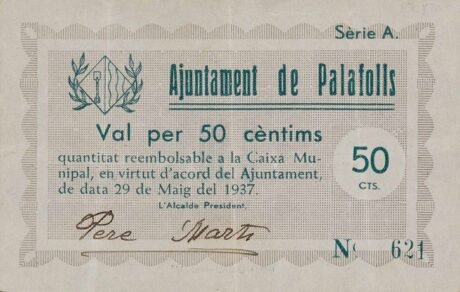 Sèrie A.
Ajuntament de Palafolls
Val per 50 cèntims
quantitat reemborsable a la Caixa Mu-
nipal, en virtut d'acord del Ajuntament,
de data 29 de Maig del 1937.
50
CTS.
L'Alcalde President,
Pere Martí
Nº 621